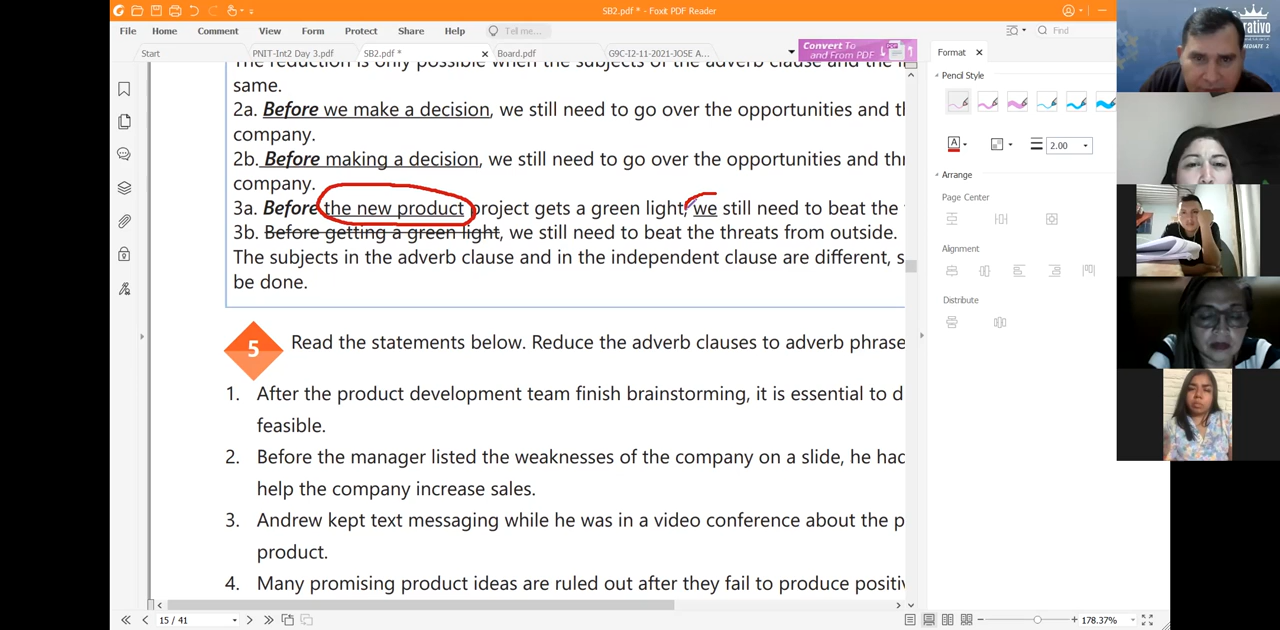 SB2.pdf * - Foxit PDF Reader
File Home Comment View Form Protect Share Help Tell me... Find
Start PNIT-Int2 Day 3.pdf SB2.pdf * Board.pdf G9C-I2-11-2021-JOSE A... Convert To and From PDF
Format
Pencil Style
2.00
Arrange
Page Center
Alignment
Distribute
same.
2a. Before we make a decision, we still need to go over the opportunities and
company.
2b. Before making a decision, we still need to go over the opportunities and
company.
3a. Before the new product project gets a green light, we still need to beat the
3b. Before getting a green light, we still need to beat the threats from outside.
The subjects in the adverb clause and in the independent clause are different,
be done.
5 Read the statements below. Reduce the adverb clauses to adverb
1. After the product development team finish brainstorming, it is essential to
feasible.
2. Before the manager listed the weaknesses of the company on a slide, he had
help the company increase sales.
3. Andrew kept text messaging while he was in a video conference about the
product.
4. Many promising product ideas are ruled out after they fail to produce
15 / 41
178.37%